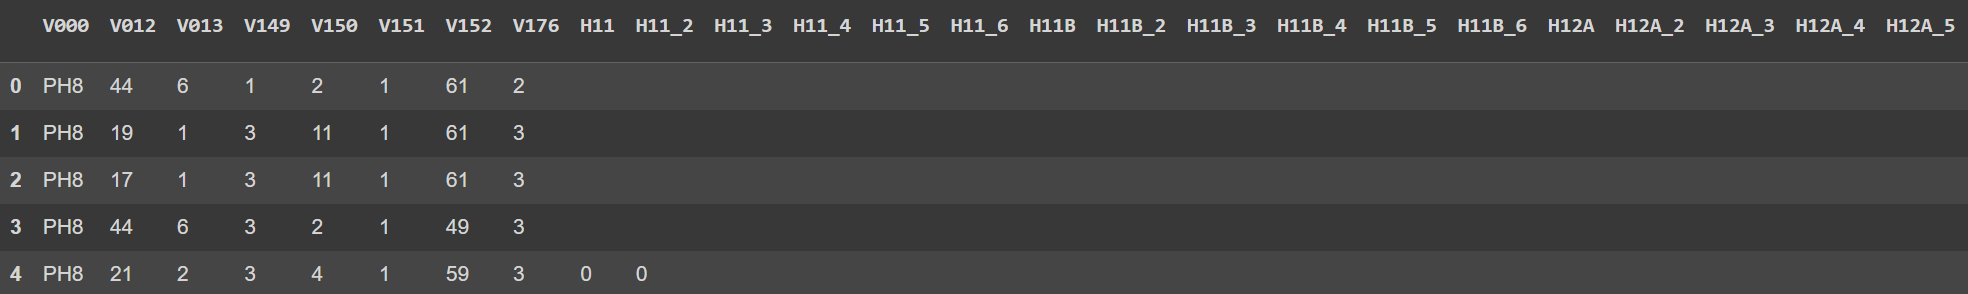 V000 V012 V013 V149 V150 V151 V152 V176 H11 H11_2 H11_3 H11_4 H11_5 H11_6 H11B H11B_2 H11B_3 H11B_4 H11B_5 H11B_6 H12A H12A_2 H12A_3 H12A_4 H12A_5
0 PH8 44 6 1 2 1 61 2
1 PH8 19 1 3 11 1 61 3
2 PH8 17 1 3 11 1 61 3
3 PH8 44 6 3 2 1 49 3
4 PH8 21 2 3 4 1 59 3 0 0